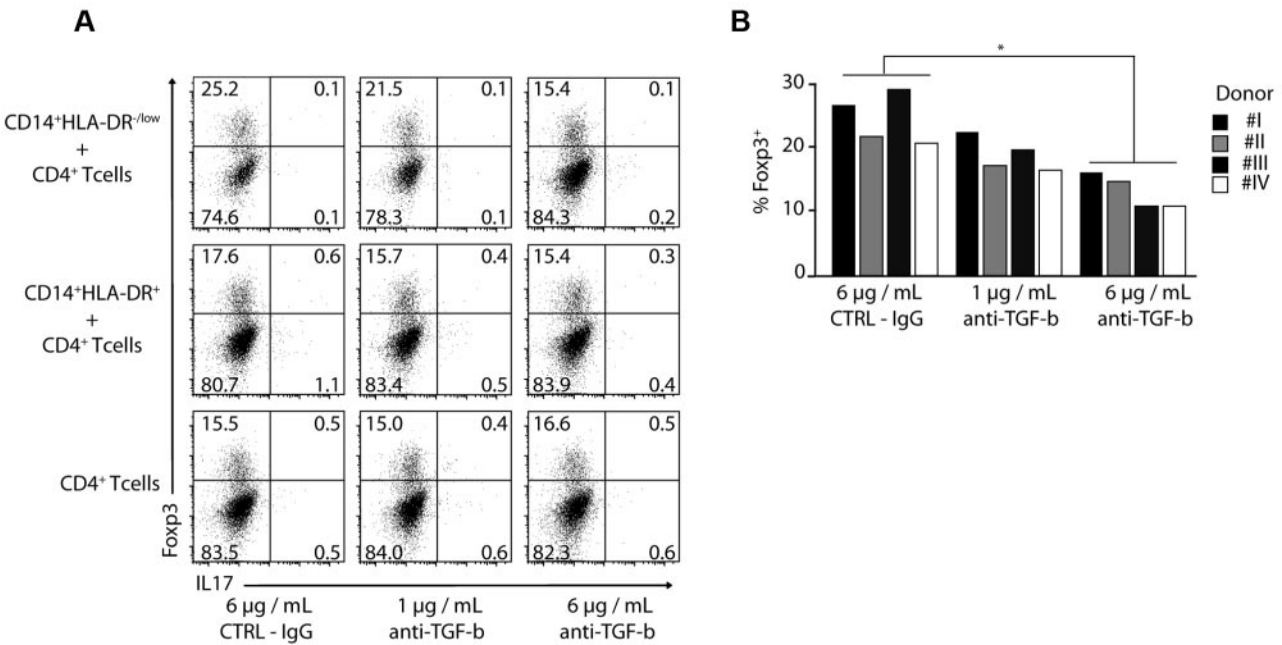 A
B
25.2 0.1
21.5 0.1
15.4 0.1
CD14+HLA-DR-/low
+
CD4+ Tcells
74.6 0.1
78.3 0.1
84.3 0.2
17.6 0.6
15.7 0.4
15.4 0.3
CD14+HLA-DR+
+
CD4+ Tcells
80.7 1.1
83.4 0.5
83.9 0.4
15.5 0.5
15.0 0.4
16.6 0.5
CD4+ Tcells
83.5 0.5
84.0 0.6
82.3 0.6
Foxp3
IL17
6 µg / mL
CTRL - IgG
1 µg / mL
anti-TGF-b
6 µg / mL
anti-TGF-b
*
% Foxp3+
30
20
10
0
6 µg / mL
CTRL - IgG
1 µg / mL
anti-TGF-b
6 µg / mL
anti-TGF-b
Donor
#I
#II
#III
#IV